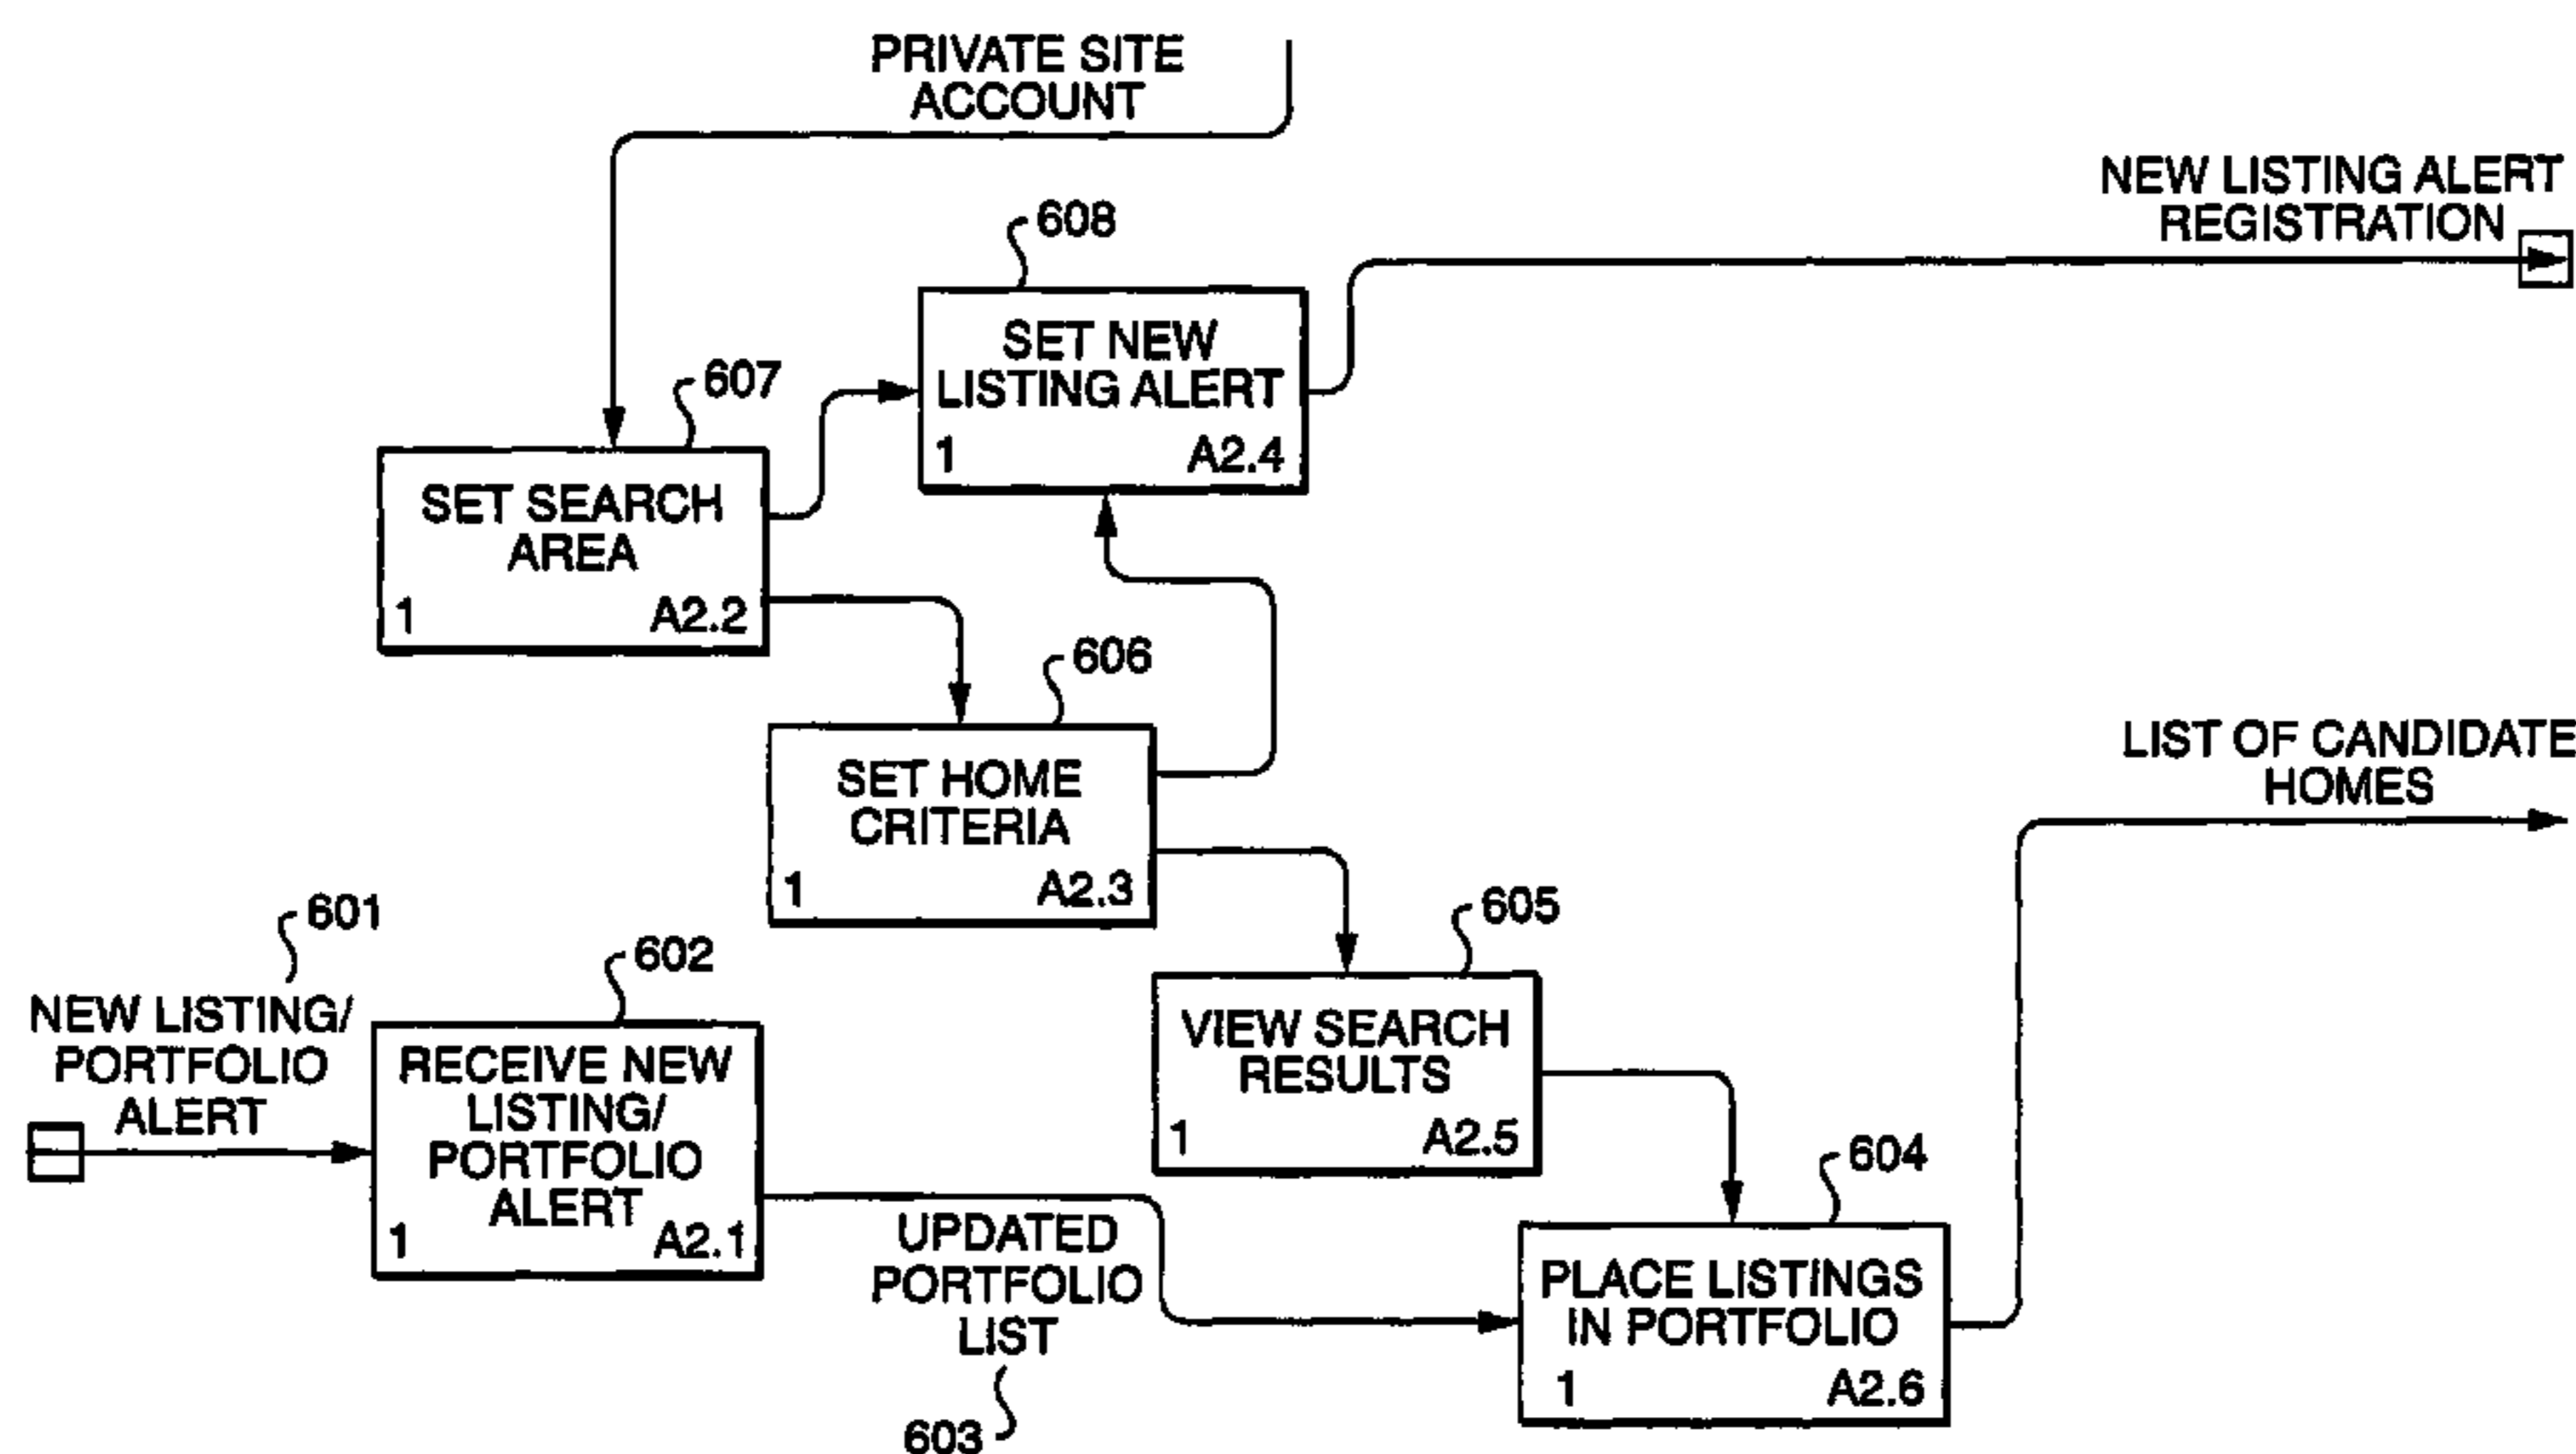 PRIVATE SITE
ACCOUNT
NEW LISTING ALERT
REGISTRATION
608
SET NEW
LISTING ALERT
1 A2.4
607
SET SEARCH
AREA
1 A2.2
606
SET HOME
CRITERIA
1 A2.3
LIST OF CANDIDATE
HOMES
601
NEW LISTING/
PORTFOLIO
ALERT
602
RECEIVE NEW
LISTING/
PORTFOLIO
ALERT
1 A2.1
605
VIEW SEARCH
RESULTS
1 A2.5
UPDATED
PORTFOLIO
LIST
603
604
PLACE LISTINGS
IN PORTFOLIO
1 A2.6